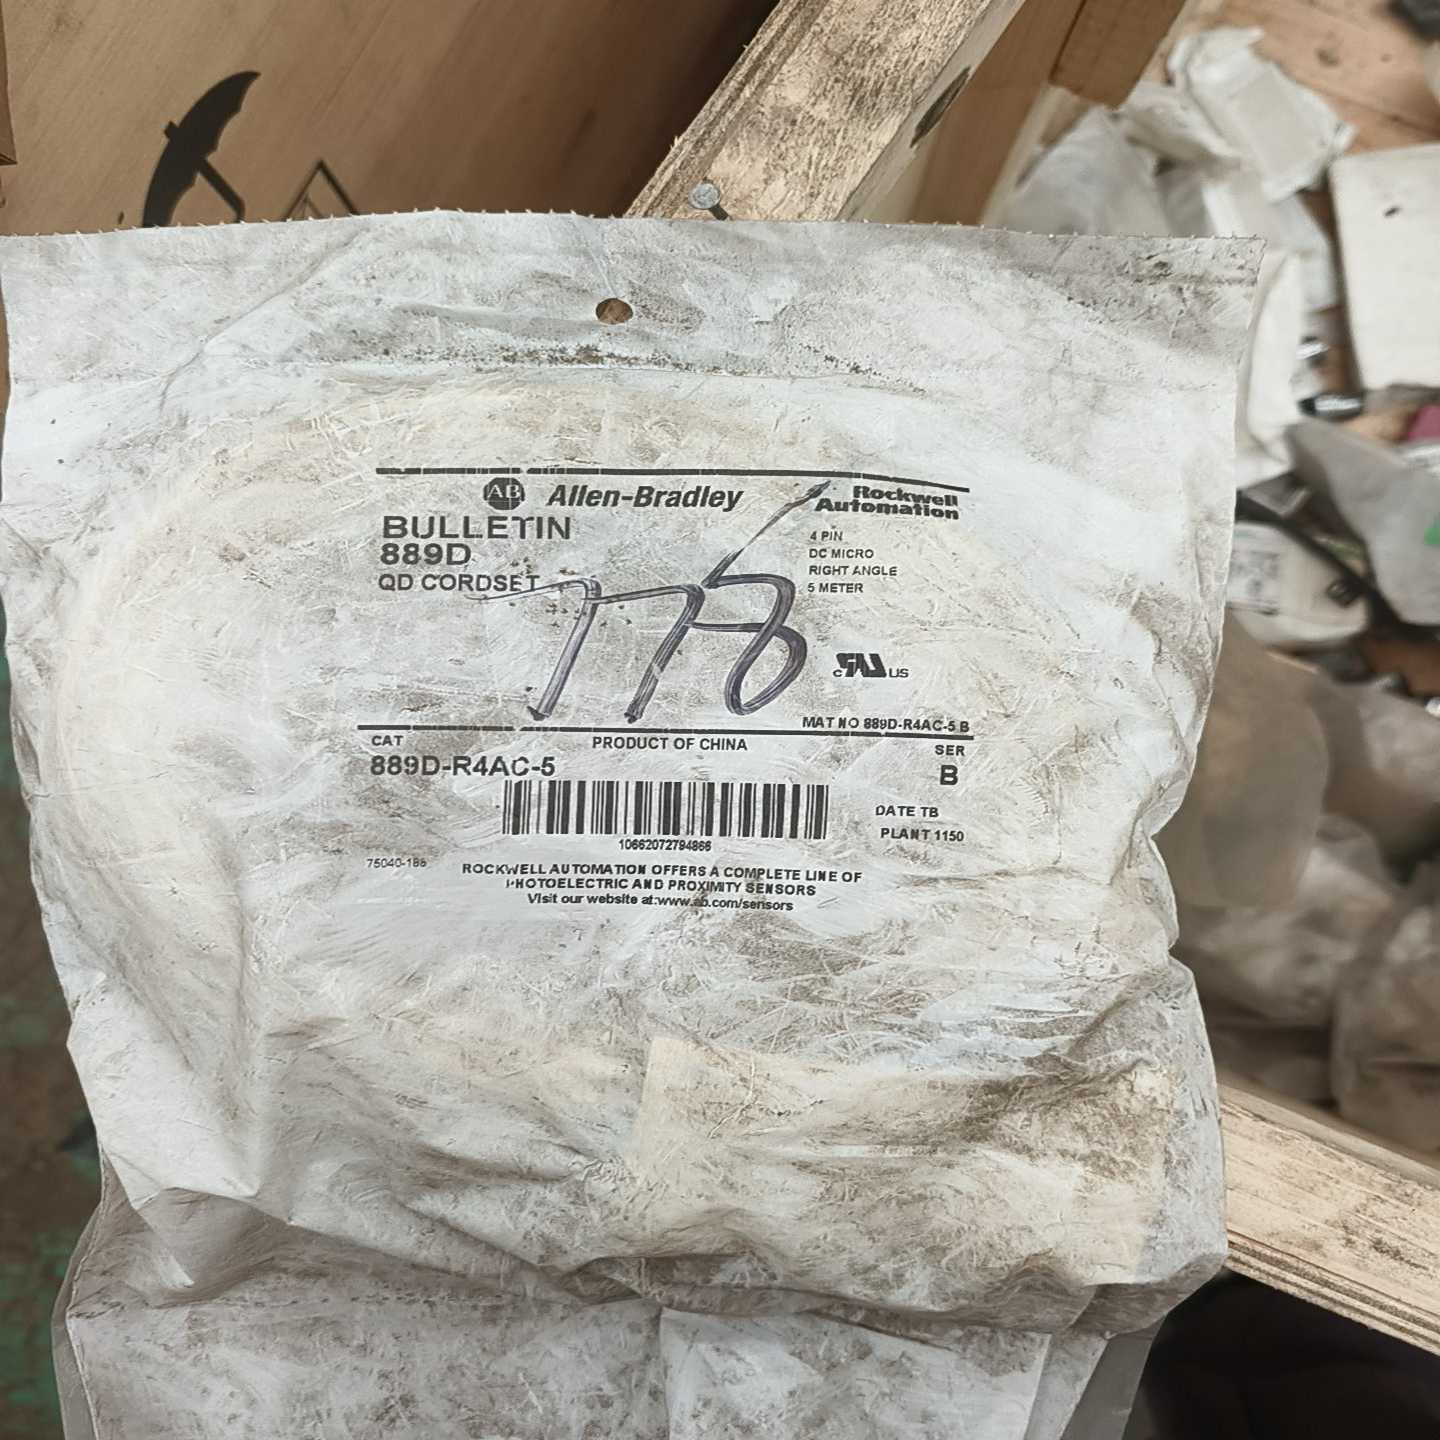 AB Allen-Bradley Rockwell Automation
BULLETIN
889D
QD CORDSET
4 PIN
DC MICRO
RIGHT ANGLE
5 METER
778
c US
MAT NO 889D-R4AC-5 B
CAT
889D-R4AC-5
PRODUCT OF CHINA
SER
B
10662072794866
DATE TB
PLANT 1150
75040-186
ROCKWELL AUTOMATION OFFERS A COMPLETE LINE OF
PHOTOELECTRIC AND PROXIMITY SENSORS
Visit our website at:www.ab.com/sensors